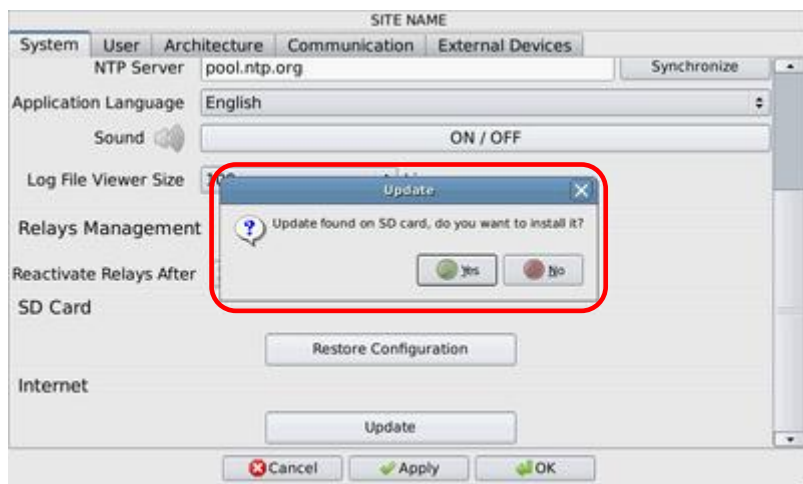 SITE NAME
System User Architecture Communication External Devices
NTP Server pool.ntp.org Synchronize
Application Language English
Sound ON / OFF
Log File Viewer Size
Update
Update found on SD card, do you want to install it?
Yes No
Relays Management
Reactivate Relays After
SD Card
Restore Configuration
Internet
Update
Cancel Apply OK